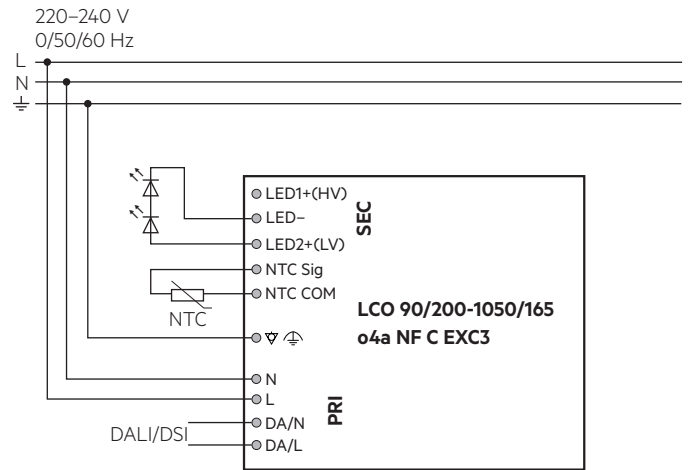 220–240 V
0/50/60 Hz
L
N
LED1+(HV)
LED–
LED2+(LV)
SEC
NTC Sig
NTC COM
NTC
LCO 90/200-1050/165
o4a NF C EXC3
N
L
PRI
DALI/DSI
DA/N
DA/L